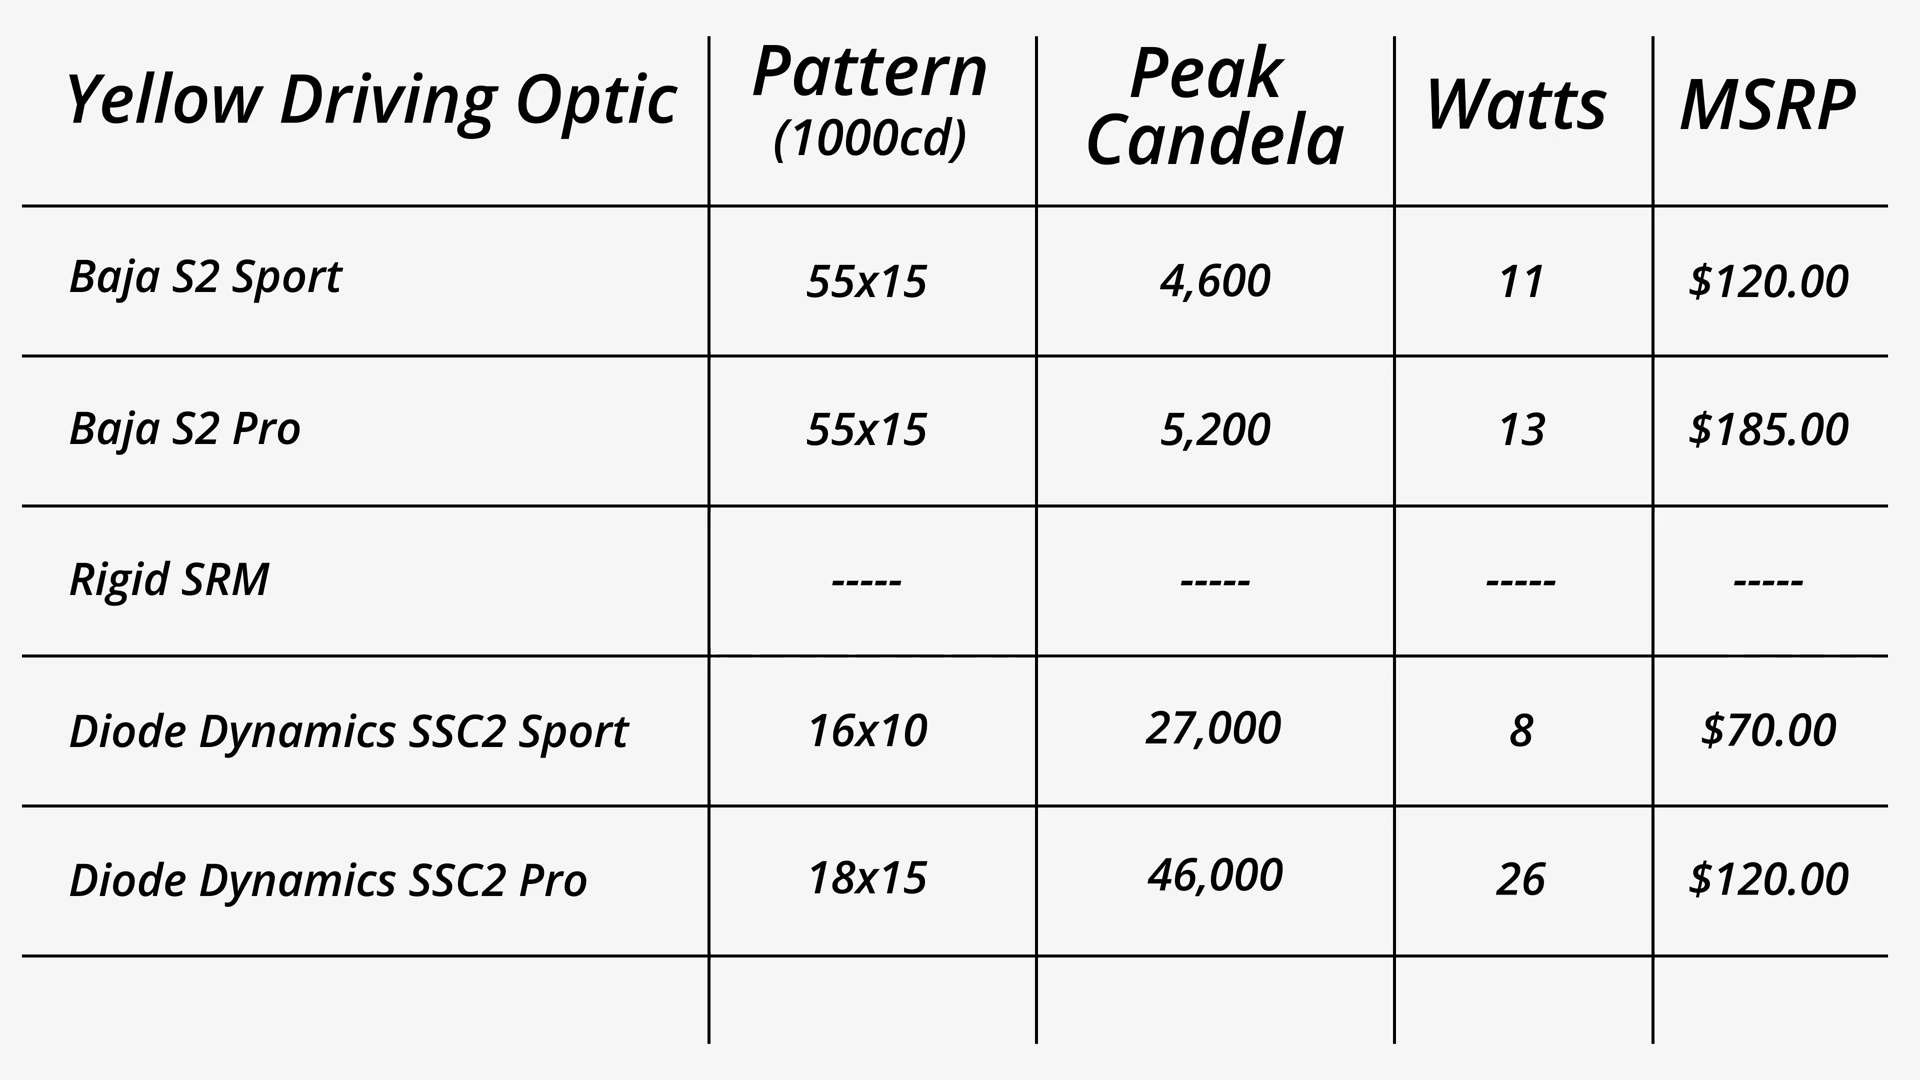 Yellow Driving Optic Pattern (1000cd) Peak Candela Watts MSRP
Baja S2 Sport 55x15 4,600 11 $120.00
Baja S2 Pro 55x15 5,200 13 $185.00
Rigid SRM ----- ----- ----- -----
Diode Dynamics SSC2 Sport 16x10 27,000 8 $70.00
Diode Dynamics SSC2 Pro 18x15 46,000 26 $120.00